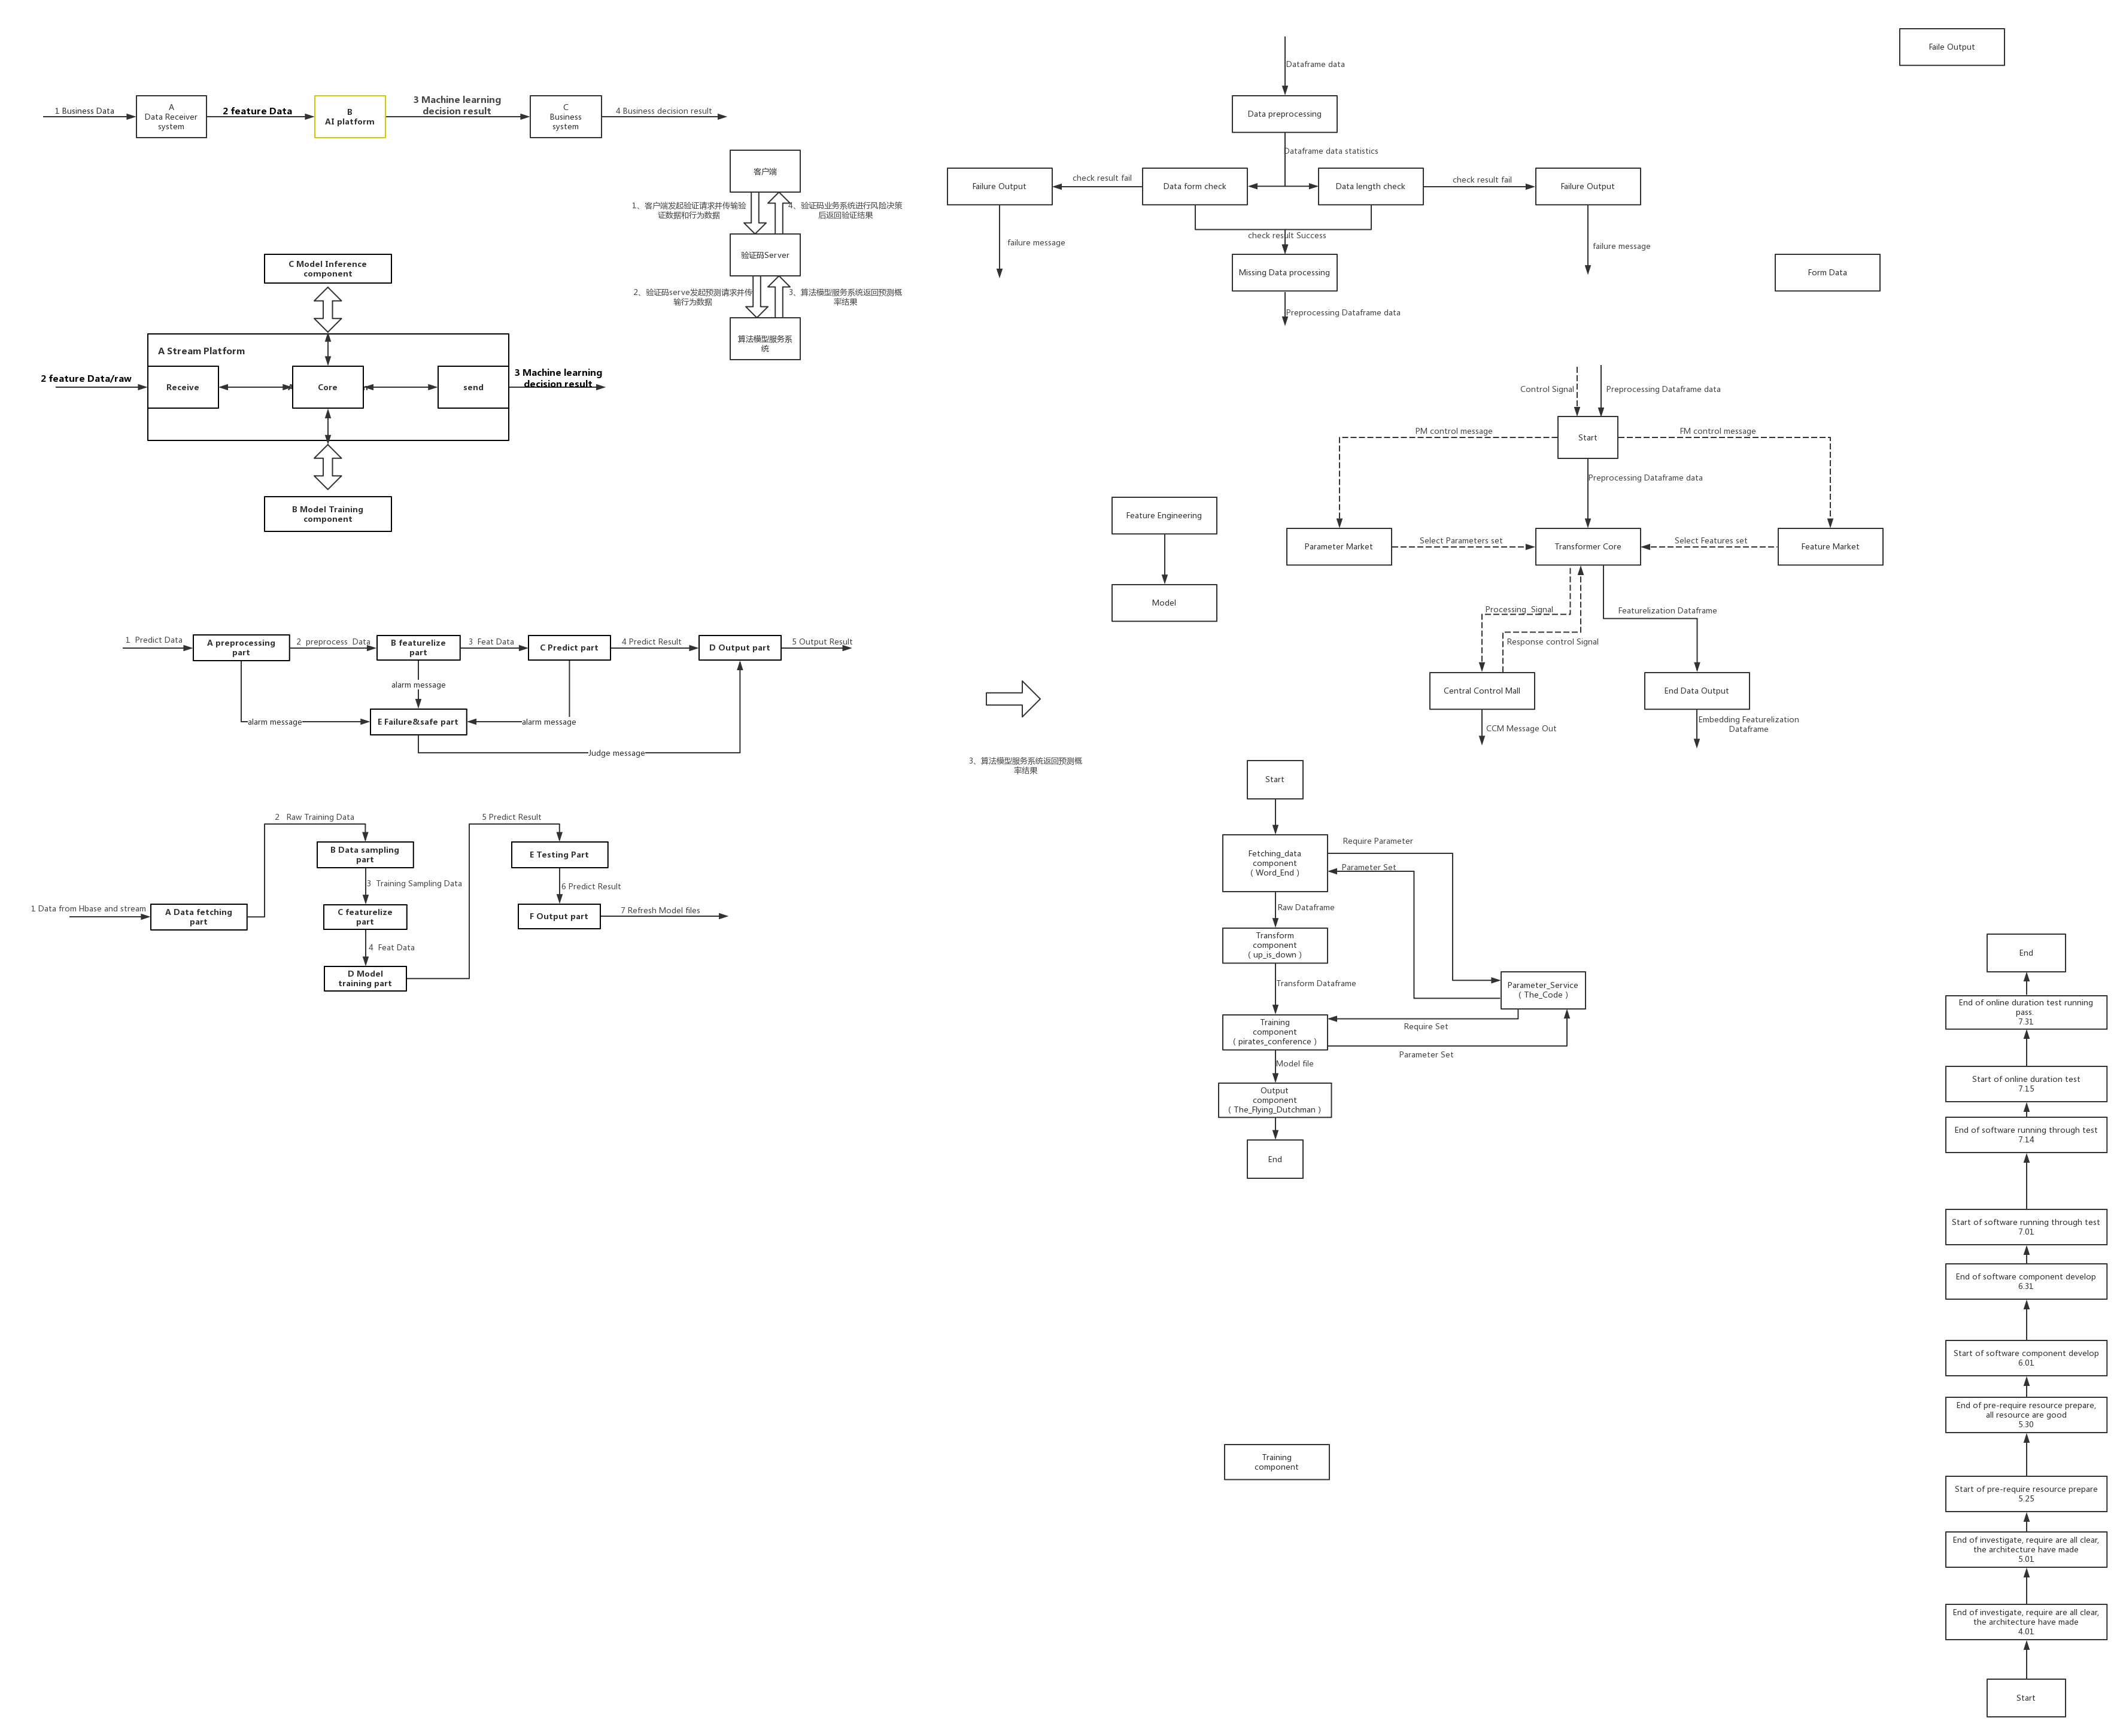 1 Business Data
A
Data Receiver
system
2 feature Data
B
AI platform
3 Machine learning
decision result
C
Business
system
4 Business decision result
客户端
1、客户端发起验证请求并传输验
证数据和行为数据
4、验证码业务系统进行风险决策
后返回验证结果
验证码Server
2、验证码serve发起预测请求并传
输行为数据
3、算法模型服务系统返回预测概
率结果
算法模型服务系
统
C Model Inference
component
A Stream Platform
2 feature Data/raw
Receive
Core
send
3 Machine learning
decision result
B Model Training
component
1  Predict Data
A preprocessing
part
2  preprocess  Data
B featurelize
part
3  Feat Data
C Predict part
4 Predict Result
D Output part
5 Output Result
alarm message
alarm message
E Failure&safe part
alarm message
Judge message
2   Raw Training Data
B Data sampling
part
3  Training Sampling Data
1 Data from Hbase and stream
A Data fetching
part
C featurelize
part
4  Feat Data
D Model
training part
5 Predict Result
E Testing Part
6 Predict Result
F Output part
7 Refresh Model files
Faile Output
Dataframe data
Data preprocessing
Dataframe data statistics
Failure Output
check result fail
Data form check
Data length check
check result fail
Failure Output
failure message
check result Success
failure message
Missing Data processing
Form Data
Preprocessing Dataframe data
Control Signal
Preprocessing Dataframe data
PM control message
Start
FM control message
Preprocessing Dataframe data
Feature Engineering
Model
Parameter Market
Select Parameters set
Transformer Core
Select Features set
Feature Market
Processing  Signal
Featurelization Dataframe
Response control Signal
Central Control Mall
End Data Output
CCM Message Out
Embedding Featurelization
Dataframe
3、算法模型服务系统返回预测概
率结果
Start
Fetching_data
component
( Word_End )
Require Parameter
Parameter Set
Raw Dataframe
Transform
component
( up_is_down )
Transform Dataframe
Parameter_Service
( The_Code )
Training
component
( pirates_conference )
Require Set
Parameter Set
Model file
Output
component
( The_Flying_Dutchman )
End
Training
component
End
End of online duration test running
pass.
7.31
Start of online duration test
7.15
End of software running through test
7.14
Start of software running through test
7.01
End of software component develop
6.31
Start of software component develop
6.01
End of pre-require resource prepare,
all resource are good
5.30
Start of pre-require resource prepare
5.25
End of investigate, require are all clear,
the architecture have made
5.01
End of investigate, require are all clear,
the architecture have made
4.01
Start